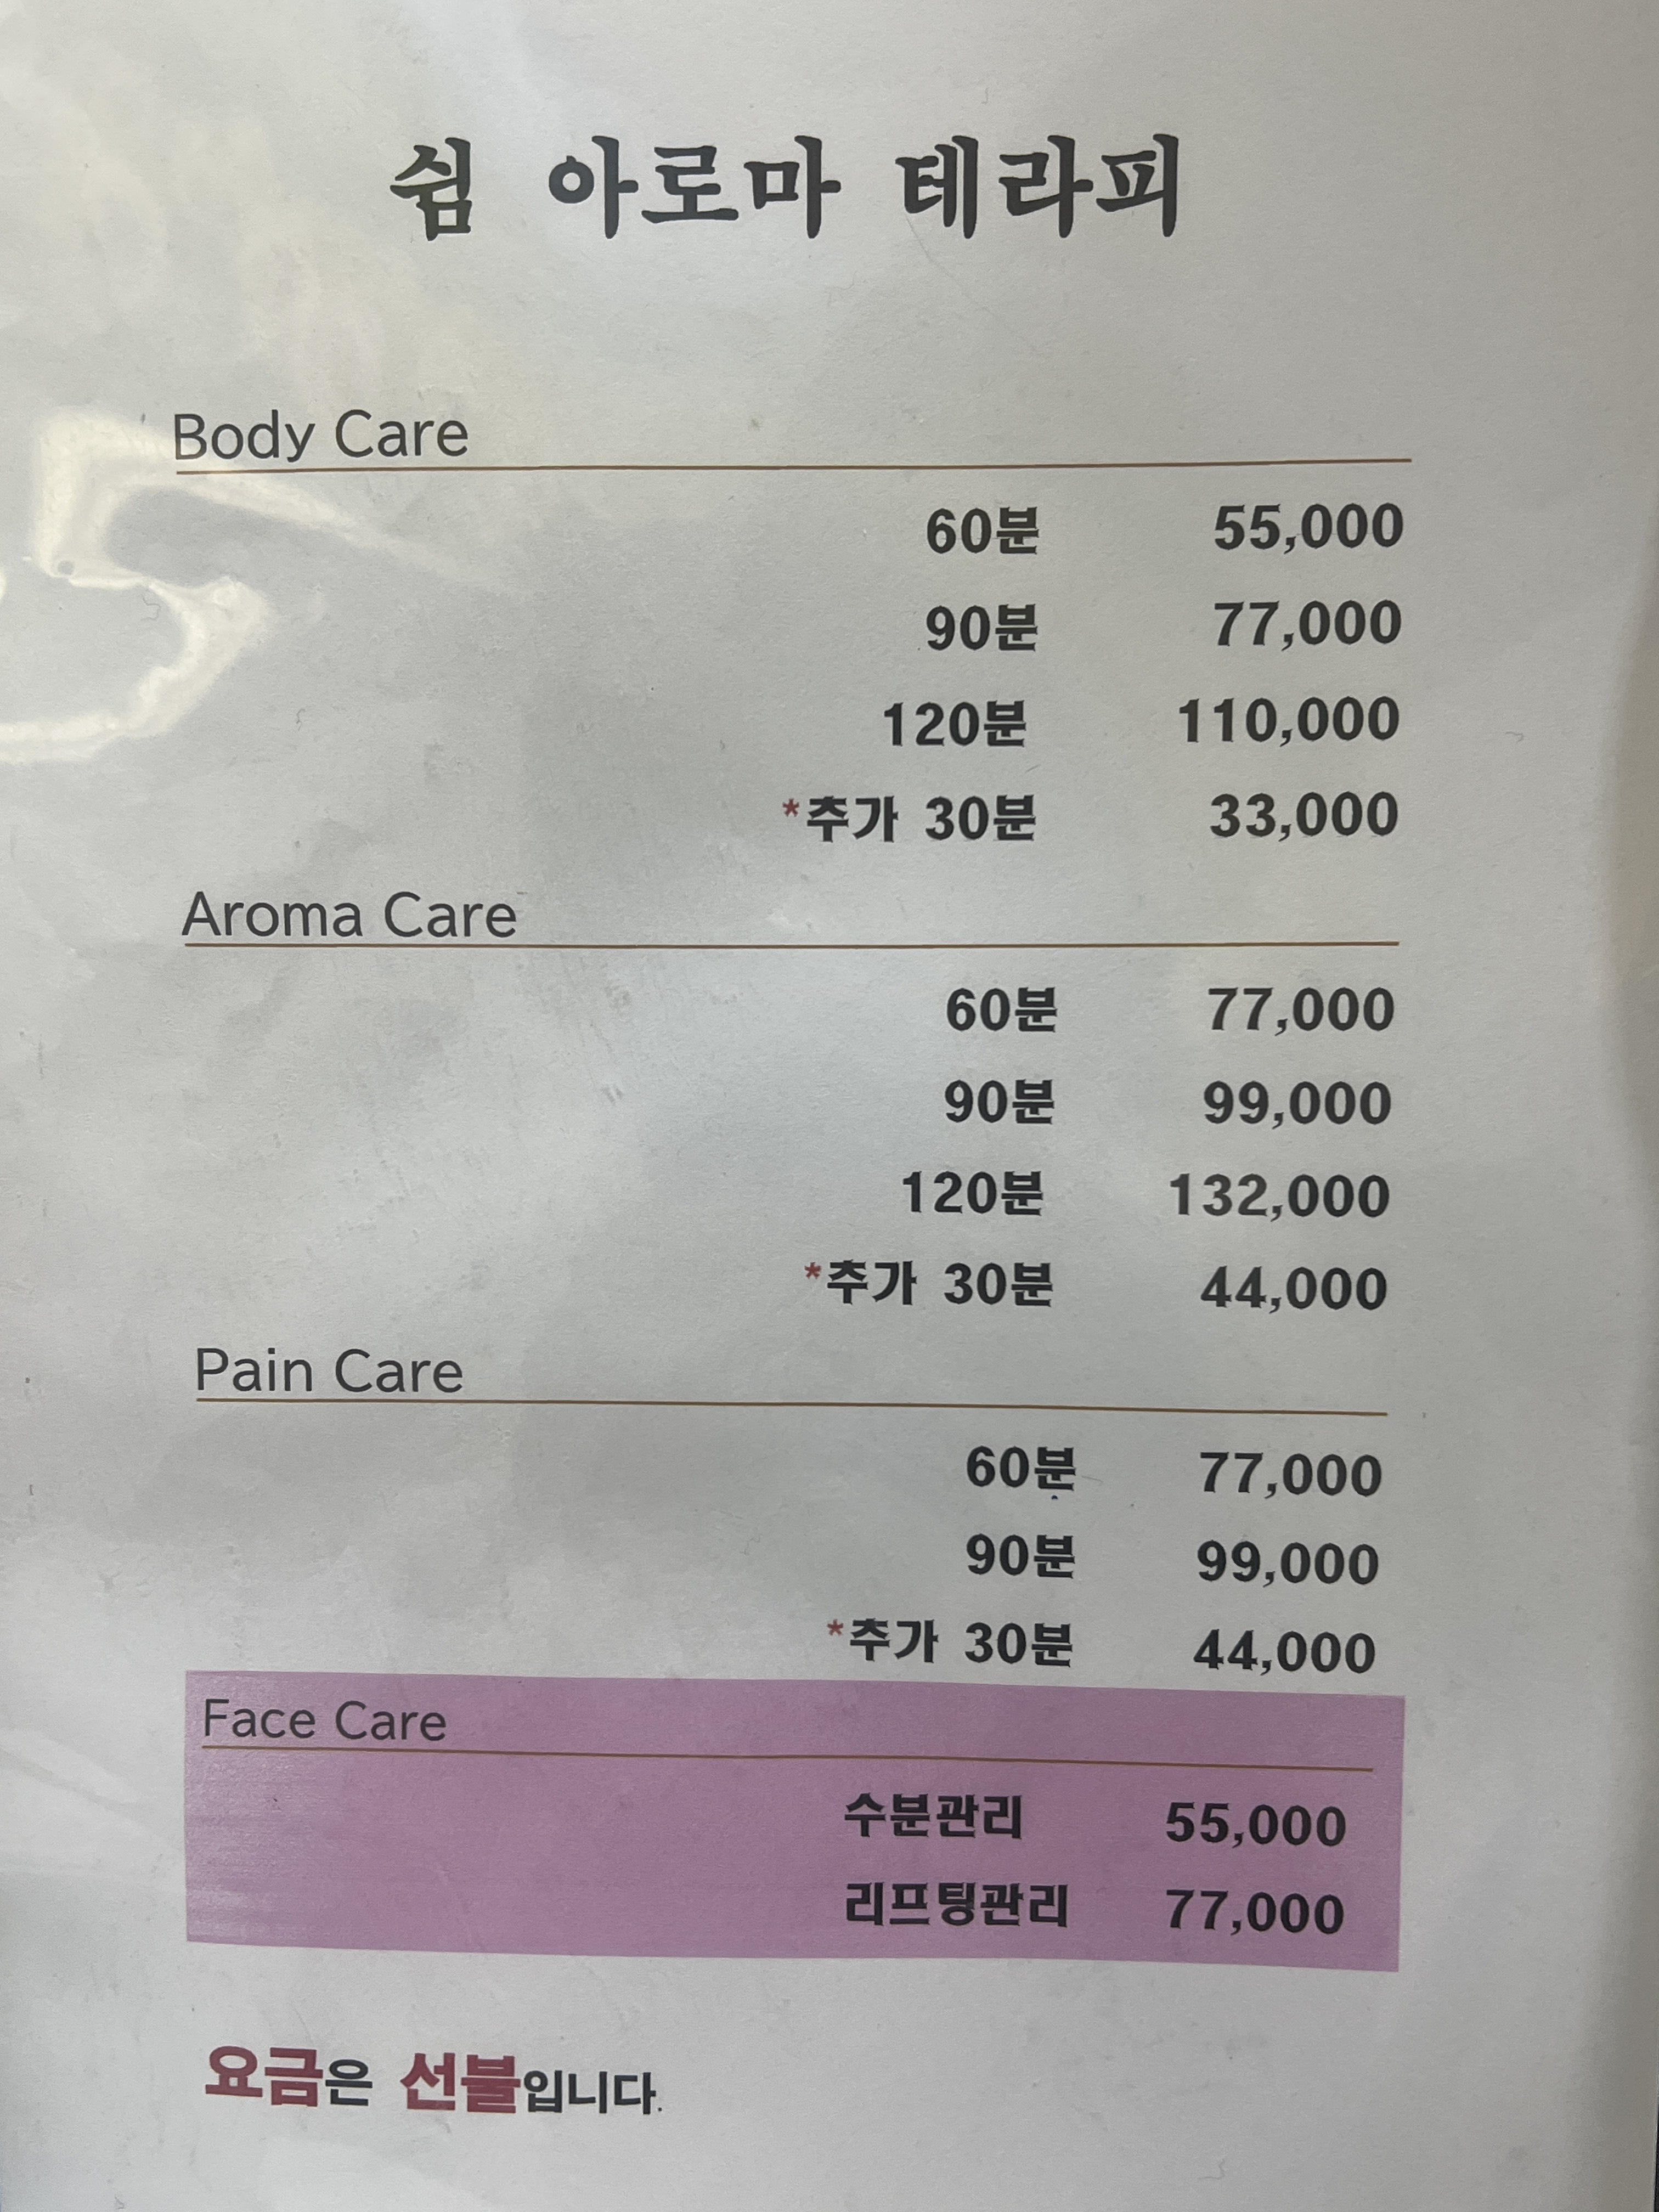 쉼 아로마 테라피
Body Care
60분 55,000
90분 77,000
120분 110,000
*추가 30분 33,000
Aroma Care
60분 77,000
90분 99,000
120분 132,000
*추가 30분 44,000
Pain Care
60분 77,000
90분 99,000
*추가 30분 44,000
Face Care
수분관리 55,000
리프팅관리 77,000
요금은 선불입니다.